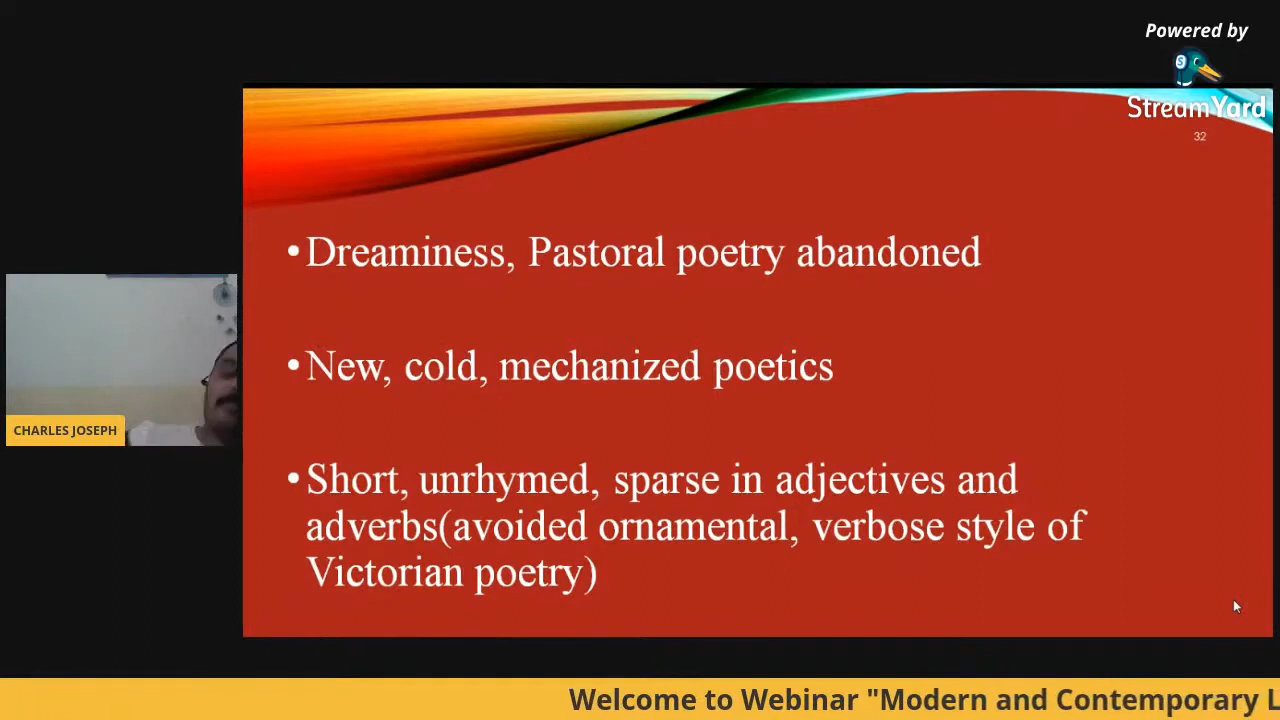 Powered by
StreamYard
32
•Dreaminess, Pastoral poetry abandoned
•New, cold, mechanized poetics
•Short, unrhymed, sparse in adjectives and
adverbs(avoided ornamental, verbose style of
Victorian poetry)
CHARLES JOSEPH
Welcome to Webinar "Modern and Contemporary L